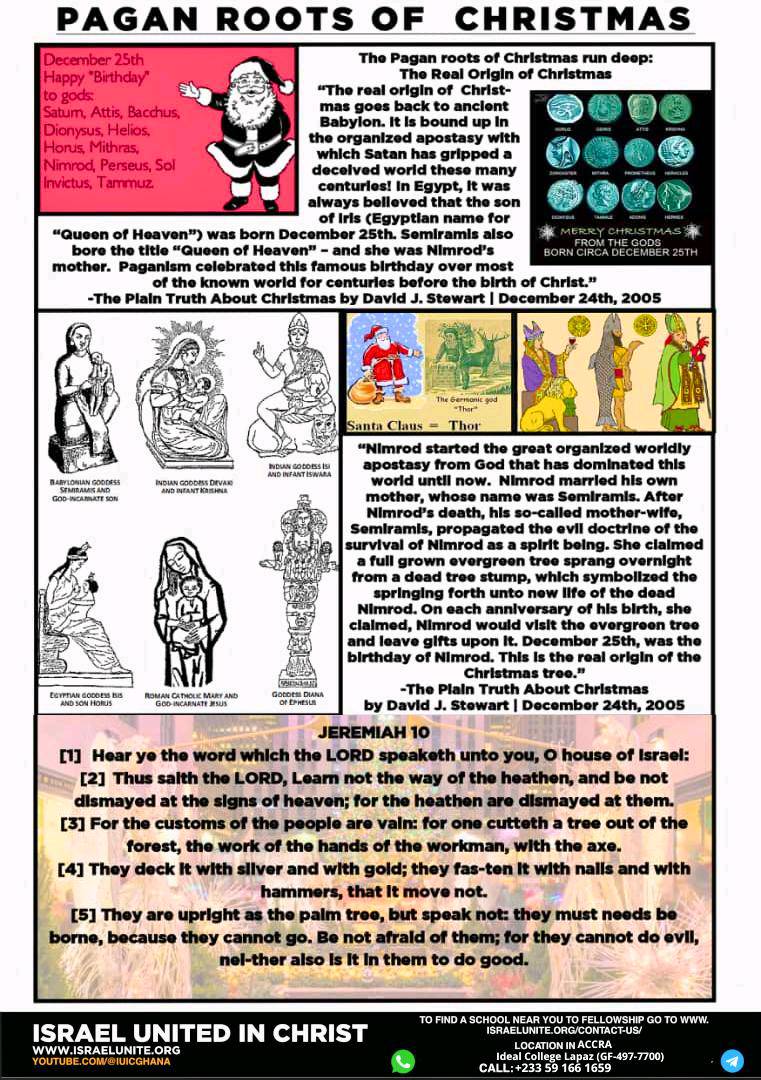 PAGAN ROOTS OF CHRISTMAS
December 25th
Happy "Birthday"
to gods:
Saturn, Attis, Bacchus,
Dionysus, Helios,
Horus, Mithras,
Nimrod, Perseus, Sol
Invictus, Tammuz.
The Pagan roots of Christmas run deep:
The Real Origin of Christmas
“The real origin of Christ-
mas goes back to ancient
Babylon. It is bound up in
the organized apostasy with
which Satan has gripped a
deceived world these many
centuries! In Egypt, it was
always believed that the son
of Iris (Egyptian name for
“Queen of Heaven”) was born December 25th. Semiramis also
bore the title “Queen of Heaven” – and she was Nimrod’s
mother. Paganism celebrated this famous birthday over most
of the known world for centuries before the birth of Christ.”
-The Plain Truth About Christmas by David J. Stewart | December 24th, 2005
HORUS OSIRIS ATTIS KRISHNA
ZOROASTER MITHRA PROMETHEUS HERACLES
DIONYSUS TAMMUZ ADONIS HERMES
MERRY CHRISTMAS
FROM THE GODS
BORN CIRCA DECEMBER 25TH
BABYLONIAN GODDESS
SEMIRAMIS AND
GOD-INCARNATE SON
INDIAN GODDESS DEVAKI
AND INFANT KRISHNA
INDIAN GODDESS ISI
AND INFANT ISWARA
EGYPTIAN GODDESS ISIS
AND SON HORUS
ROMAN CATHOLIC MARY AND
GOD-INCARNATE JESUS
GODDESS DIANA
OF EPHESUS
The Germanic god
"Thor"
Santa Claus = Thor
“Nimrod started the great organized worldly
apostasy from God that has dominated this
world until now. Nimrod married his own
mother, whose name was Semiramis. After
Nimrod’s death, his so-called mother-wife,
Semiramis, propagated the evil doctrine of the
survival of Nimrod as a spirit being. She claimed
a full grown evergreen tree sprang overnight
from a dead tree stump, which symbolized the
springing forth unto new life of the dead
Nimrod. On each anniversary of his birth, she
claimed, Nimrod would visit the evergreen tree
and leave gifts upon it. December 25th, was the
birthday of Nimrod. This is the real origin of the
Christmas tree.”
-The Plain Truth About Christmas
by David J. Stewart | December 24th, 2005
JEREMIAH 10
[1] Hear ye the word which the LORD speaketh unto you, O house of Israel:
[2] Thus saith the LORD, Learn not the way of the heathen, and be not
dismayed at the signs of heaven; for the heathen are dismayed at them.
[3] For the customs of the people are vain: for one cutteth a tree out of the
forest, the work of the hands of the workman, with the axe.
[4] They deck it with silver and with gold; they fas-ten it with nails and with
hammers, that it move not.
[5] They are upright as the palm tree, but speak not: they must needs be
borne, because they cannot go. Be not afraid of them; for they cannot do evil,
nei-ther also is it in them to do good.
ISRAEL UNITED IN CHRIST
WWW.ISRAELUNITE.ORG
YOUTUBE.COM/@IUICGHANA
TO FIND A SCHOOL NEAR YOU TO FELLOWSHIP GO TO WWW.
ISRAELUNITE.ORG/CONTACT-US/
LOCATION IN ACCRA
Ideal College Lapaz (GF-497-7700)
CALL: +233 59 166 1659